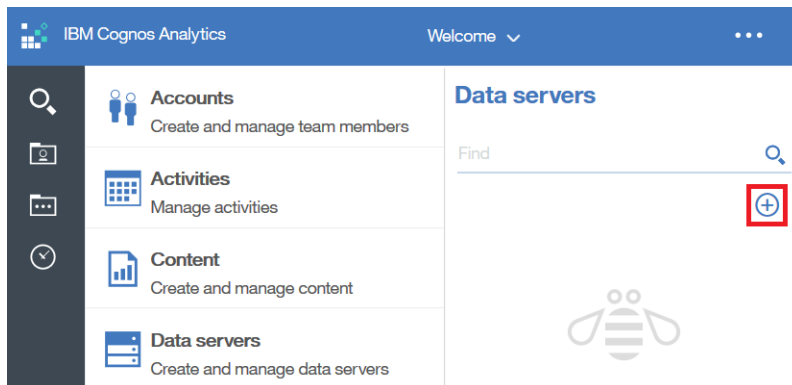 IBM Cognos Analytics
Welcome
Accounts
Create and manage team members
Activities
Manage activities
Content
Create and manage content
Data servers
Create and manage data servers
Data servers
Find